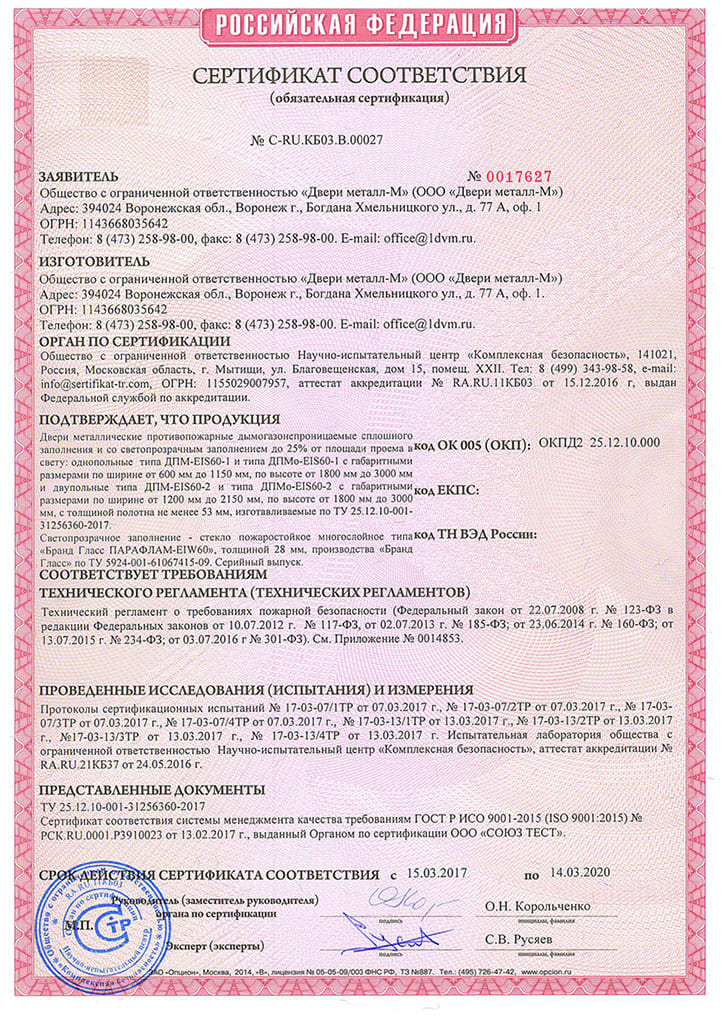 РОССИЙСКАЯ ФЕДЕРАЦИЯ
СЕРТИФИКАТ СООТВЕТСТВИЯ
(обязательная сертификация)
№ C-RU.КБ03.В.00027
ЗАЯВИТЕЛЬ № 0017627
Общество с ограниченной ответственностью «Двери металл-М» (ООО «Двери металл-М»)
Адрес: 394024 Воронежская обл., Воронеж г., Богдана Хмельницкого ул., д. 77 А, оф. 1
ОГРН: 1143668035642
Телефон: 8 (473) 258-98-00, факс: 8 (473) 258-98-00. E-mail: office@1dvm.ru.
ИЗГОТОВИТЕЛЬ
Общество с ограниченной ответственностью «Двери металл-М» (ООО «Двери металл-М»)
Адрес: 394024 Воронежская обл., Воронеж г., Богдана Хмельницкого ул., д. 77 А, оф. 1.
ОГРН: 1143668035642
Телефон: 8 (473) 258-98-00, факс: 8 (473) 258-98-00. E-mail: office@1dvm.ru.
ОРГАН ПО СЕРТИФИКАЦИИ
Общество с ограниченной ответственностью Научно-испытательный центр «Комплексная безопасность», 141021,
Россия, Московская область, г. Мытищи, ул. Благовещенская, дом 15, помещ. XXII. Тел: 8 (499) 343-98-58, e-mail:
info@sertifikat-tr.com, ОГРН: 1155029007957, аттестат аккредитации № RA.RU.11КБ03 от 15.12.2016 г., выдан
Федеральной службой по аккредитации.
ПОДТВЕРЖДАЕТ, ЧТО ПРОДУКЦИЯ
Двери металлические противопожарные дымогазонепроницаемые сплошного
заполнения и со светопрозрачным заполнением до 25% от площади проема в
свету: однопольные типа ДПМ-EIS60-1 и типа ДПМо-EIS60-1 с габаритными
размерами по ширине от 600 мм до 1150 мм, по высоте от 1800 мм до 3000 мм
и двупольные типа ДПМ-EIS60-2 и типа ДПМо-EIS60-2 с габаритными
размерами по ширине от 1200 мм до 2150 мм, по высоте от 1800 мм до 3000
мм, с толщиной полотна не менее 53 мм, изготавливаемые по ТУ 25.12.10-001-
31256360-2017.
Светопрозрачное заполнение - стекло пожаростойкое многослойное типа
«Бранд Гласс ПАРАФЛАМ-EIW60», толщиной 28 мм, производства «Бранд
Гласс» по ТУ 5924-001-61067415-09. Серийный выпуск.
код ОК 005 (ОКП): ОКПД2 25.12.10.000
код ЕКПС:
код ТН ВЭД России:
СООТВЕТСТВУЕТ ТРЕБОВАНИЯМ
ТЕХНИЧЕСКОГО РЕГЛАМЕНТА (ТЕХНИЧЕСКИХ РЕГЛАМЕНТОВ)
Технический регламент о требованиях пожарной безопасности (Федеральный закон от 22.07.2008 г. № 123-ФЗ в
редакции Федеральных законов от 10.07.2012 г. № 117-ФЗ, от 02.07.2013 г. № 185-ФЗ; от 23.06.2014 г. № 160-ФЗ; от
13.07.2015 г. № 234-ФЗ; от 03.07.2016 г № 301-ФЗ). См. Приложение № 0014853.
ПРОВЕДЕННЫЕ ИССЛЕДОВАНИЯ (ИСПЫТАНИЯ) И ИЗМЕРЕНИЯ
Протоколы сертификационных испытаний № 17-03-07/1ТР от 07.03.2017 г., № 17-03-07/2ТР от 07.03.2017 г., № 17-03-
07/3ТР от 07.03.2017 г., № 17-03-07/4ТР от 07.03.2017 г., № 17-03-13/1ТР от 13.03.2017 г., № 17-03-13/2ТР от 13.03.2017
г., №17-03-13/3ТР от 13.03.2017 г., № 17-03-13/4ТР от 13.03.2017 г. Испытательная лаборатория общества с
ограниченной ответственностью Научно-испытательный центр «Комплексная безопасность», аттестат аккредитации №
RA.RU.21КБ37 от 24.05.2016 г.
ПРЕДСТАВЛЕННЫЕ ДОКУМЕНТЫ
ТУ 25.12.10-001-31256360-2017
Сертификат соответствия системы менеджмента качества требованиям ГОСТ Р ИСО 9001-2015 (ISO 9001:2015) №
РСК.RU.0001.Р3910023 от 13.02.2017 г., выданный Органом по сертификации ООО «СОЮЗ ТЕСТ».
СРОК ДЕЙСТВИЯ СЕРТИФИКАТА СООТВЕТСТВИЯ с 15.03.2017 по 14.03.2020
Руководитель (заместитель руководителя)
органа по сертификации
О.Н. Корольченко
подпись инициалы, фамилия
М.П.
Эксперт (эксперты)
С.В. Русяев
подпись инициалы, фамилия
Общество с ограниченной ответственностью
«Комплексная безопасность»
RA.RU.11КБ03
Орган по сертификации
Научно-испытательный центр
СТР
ЗАО «Опцион», Москва, 2014, «В», лицензия № 05-05-09/003 ФНС РФ, ТЗ №887. Тел.: (495) 726-47-42, www.opcion.ru